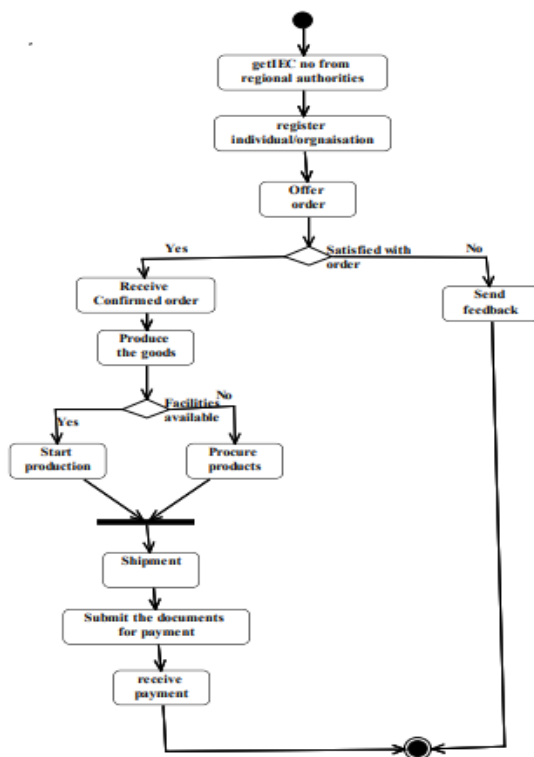 getIEC no from
regional authorities
register
individual/orgnaisation
Offer
order
Yes
Satisfied with
order
No
Receive
Confirmed order
Send
feedback
Produce
the goods
Facilities
available
No
Yes
Start
production
Procure
products
Shipment
Submit the documents
for payment
receive
payment